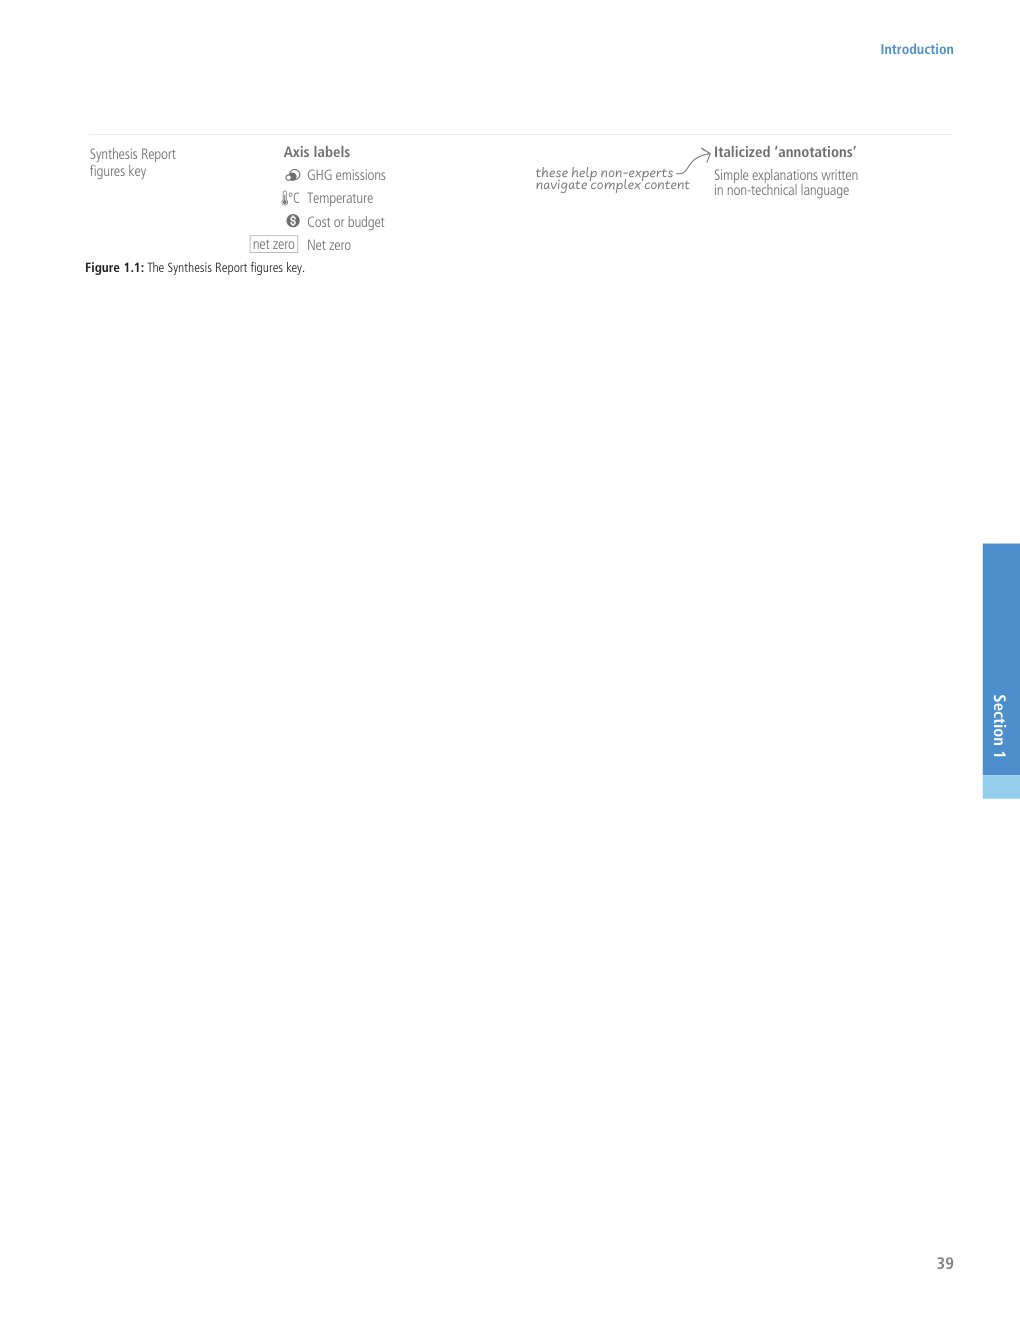 Introduction
Synthesis Report
figures key
Axis labels
GHG emissions
°C Temperature
$ Cost or budget
net zero Net zero
these help non-experts
navigate complex content
Italicized ‘annotations’
Simple explanations written
in non-technical language
Figure 1.1: The Synthesis Report figures key.
Section 1
39